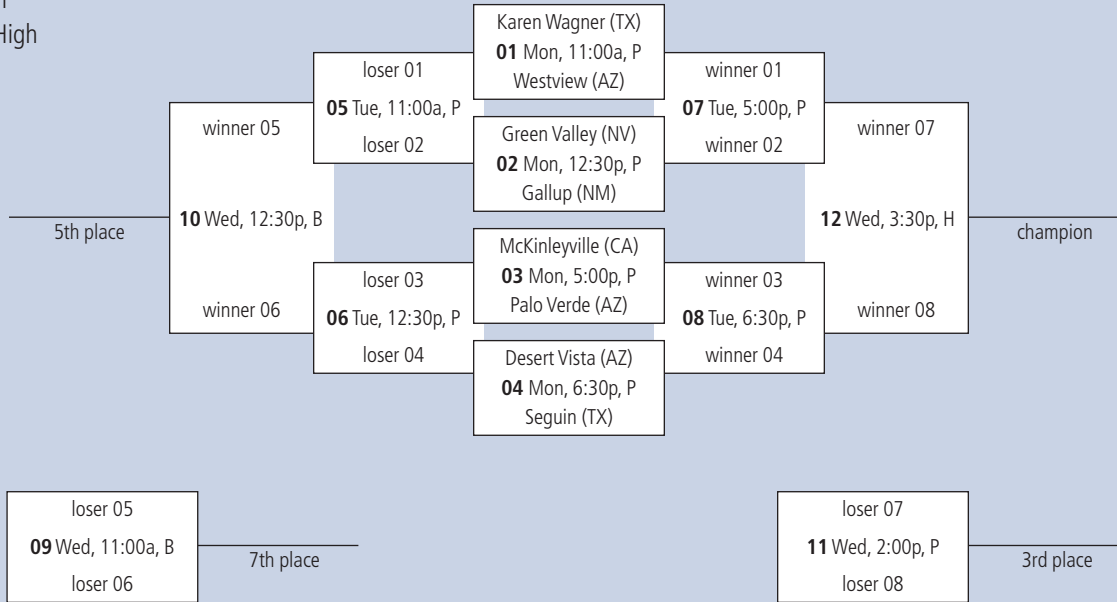 High
Karen Wagner (TX)
01 Mon, 11:00a, P
Westview (AZ)
loser 01
05 Tue, 11:00a, P
loser 02
winner 01
07 Tue, 5:00p, P
winner 02
Green Valley (NV)
02 Mon, 12:30p, P
Gallup (NM)
winner 05
10 Wed, 12:30p, B
winner 06
5th place
winner 07
12 Wed, 3:30p, H
winner 08
champion
McKinleyville (CA)
03 Mon, 5:00p, P
Palo Verde (AZ)
loser 03
06 Tue, 12:30p, P
loser 04
winner 03
08 Tue, 6:30p, P
winner 04
Desert Vista (AZ)
04 Mon, 6:30p, P
Seguin (TX)
loser 05
09 Wed, 11:00a, B
loser 06
7th place
loser 07
11 Wed, 2:00p, P
loser 08
3rd place